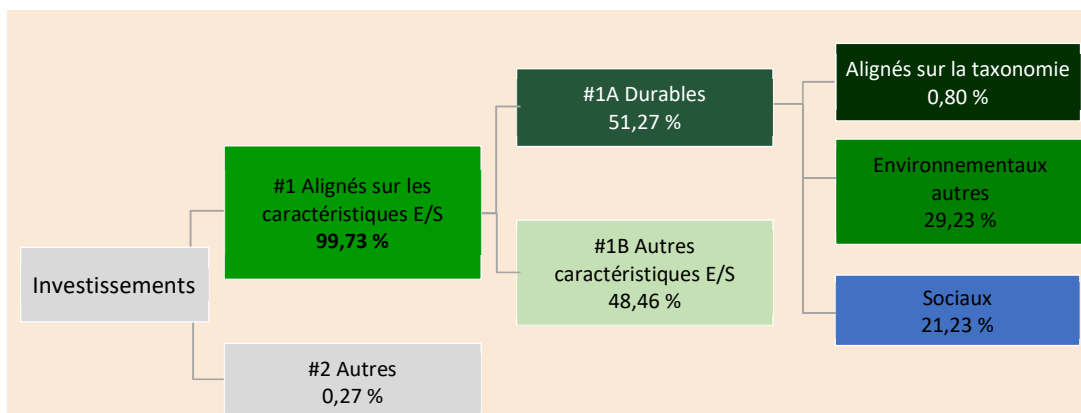 Investissements
#1 Alignés sur les
caractéristiques E/S
99,73 %
#2 Autres
0,27 %
#1A Durables
51,27 %
#1B Autres
caractéristiques E/S
48,46 %
Alignés sur la taxonomie
0,80 %
Environnementaux
autres
29,23 %
Sociaux
21,23 %